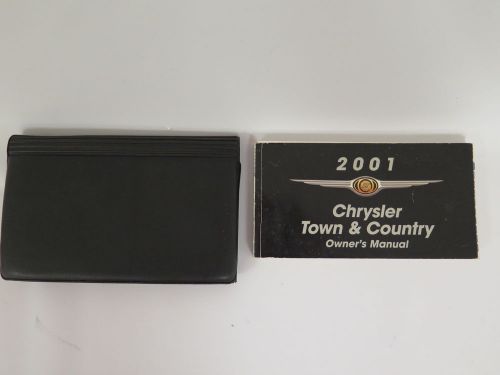 2001
Chrysler
Town & Country
Owner's Manual